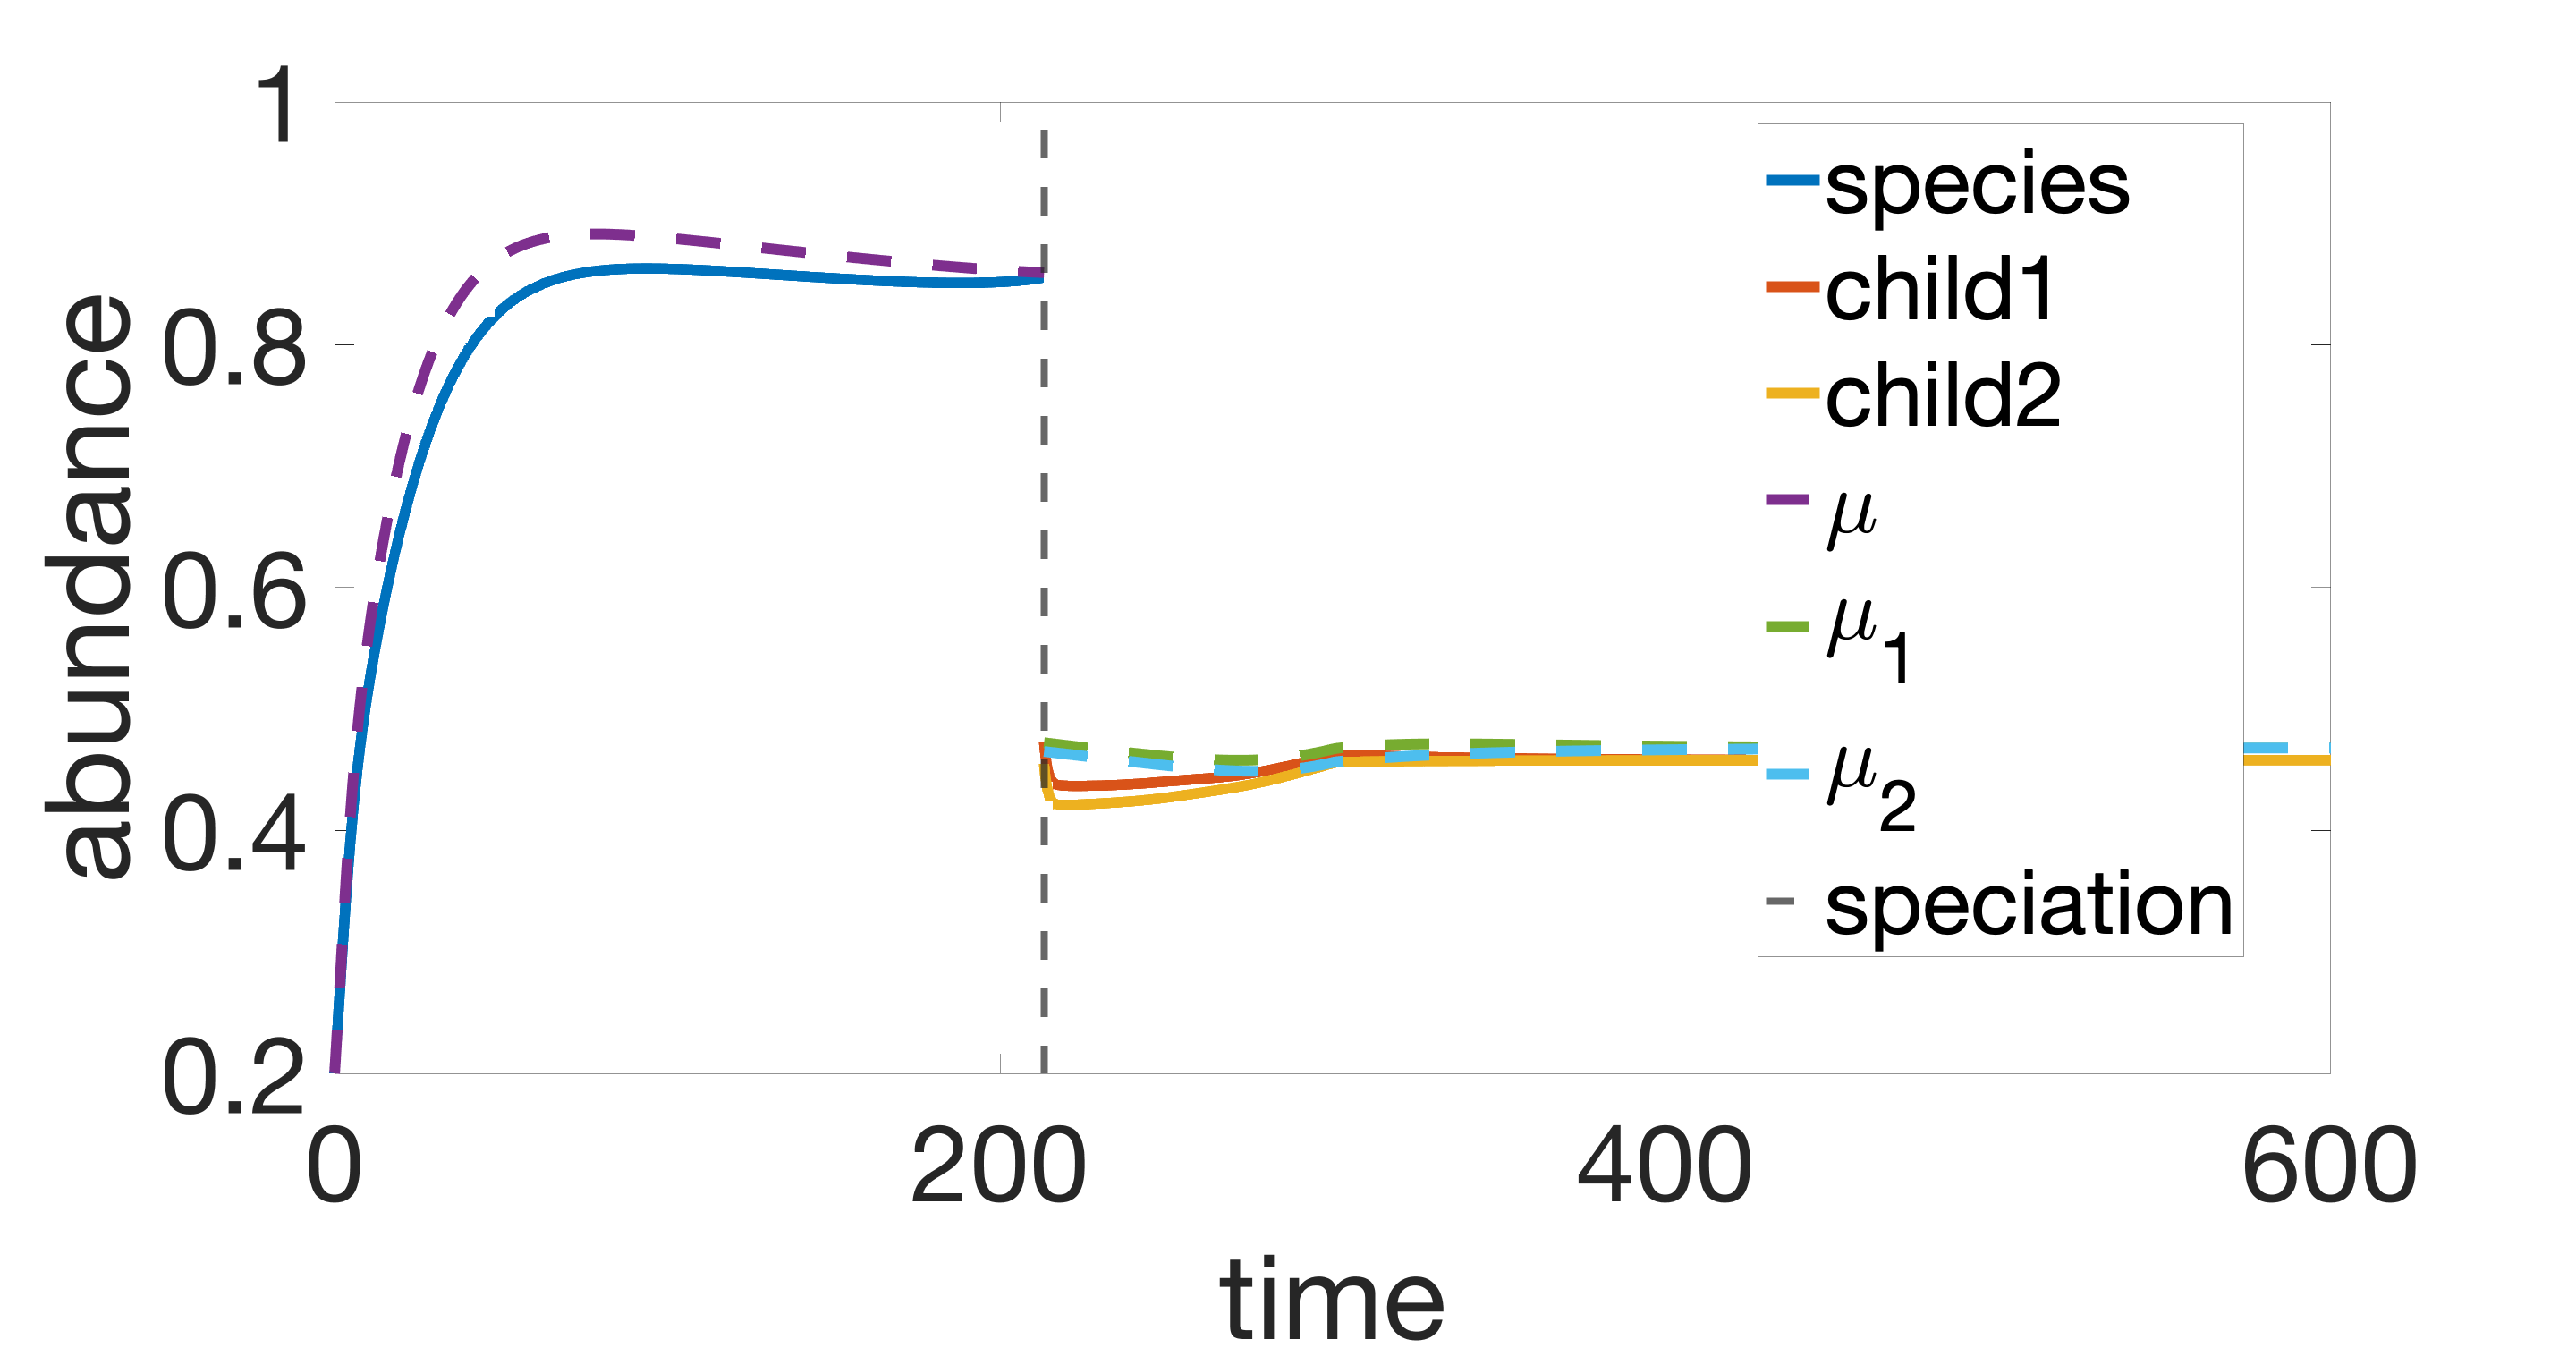 abundance
1
0.8
0.6
0.4
0.2
0
200
400
600
time
species
child1
child2
μ
μ₁
μ₂
speciation